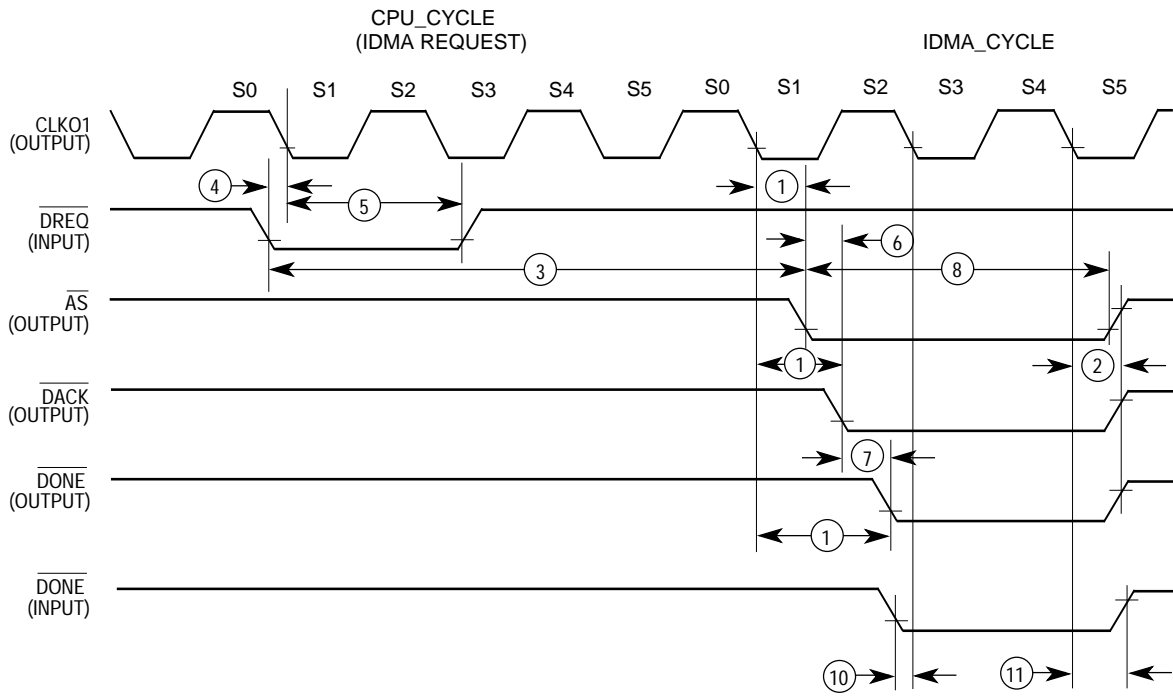 CPU_CYCLE
(IDMA REQUEST)
IDMA_CYCLE
S0 S1 S2 S3 S4 S5 S0 S1 S2 S3 S4 S5
CLKO1
(OUTPUT)
4
5
1
DREQ
(INPUT)
6
3
8
AS
(OUTPUT)
1
2
DACK
(OUTPUT)
7
DONE
(OUTPUT)
1
DONE
(INPUT)
10
11